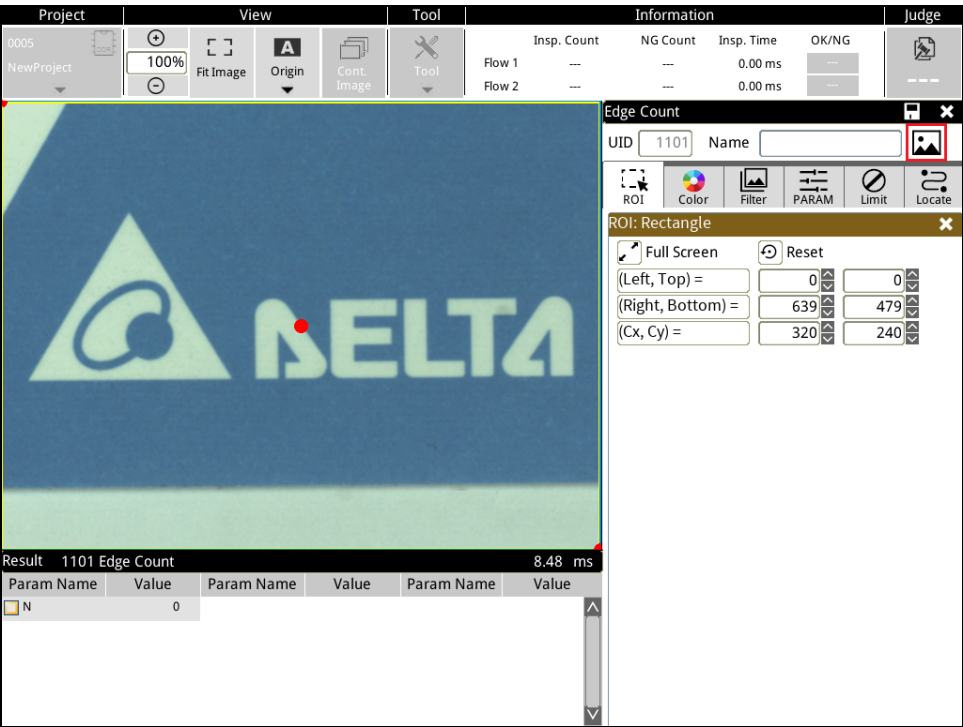 Project View Tool Information Judge
0005
NewProject
100%
Fit Image
A
Origin
Cont.
Image
Tool
Insp. Count NG Count Insp. Time OK/NG
Flow 1 --- --- 0.00 ms ---
Flow 2 --- --- 0.00 ms ---
---
Edge Count
UID 1101 Name
ROI Color Filter PARAM Limit Locate
ROI: Rectangle
Full Screen Reset
(Left, Top) = 0 0
(Right, Bottom) = 639 479
(Cx, Cy) = 320 240
DELTA
Result 1101 Edge Count 8.48 ms
Param Name Value Param Name Value Param Name Value
N 0